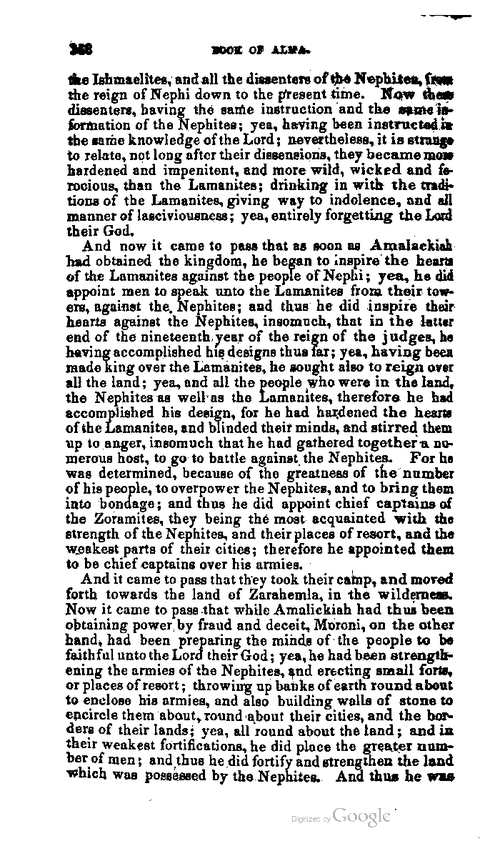 368 BOOK OF ALMA.
the Ishmaelites, and all the dissenters of the Nephites, from
the reign of Nephi down to the present time. Now these
dissenters, having the same instruction and the same in-
formation of the Nephites; yea, having been instructed in
the same knowledge of the Lord; nevertheless, it is strange
to relate, not long after their dissensions, they became more
hardened and impenitent, and more wild, wicked and fe-
rocious, than the Lamanites; drinking in with the tradi-
tions of the Lamanites, giving way to indolence, and all
manner of lasciviousness; yea, entirely forgetting the Lord
their God.
And now it came to pass that as soon as Amalackiah
had obtained the kingdom, he began to inspire the hearts
of the Lamanites against the people of Nephi; yea, he did
appoint men to speak unto the Lamanites from their tow-
ers, against the Nephites; and thus he did inspire their
hearts against the Nephites, insomuch, that in the latter
end of the nineteenth year of the reign of the judges, he
having accomplished his designs thus far; yea, having been
made king over the Lamanites, he sought also to reign over
all the land; yea, and all the people who were in the land,
the Nephites as well as the Lamanites, therefore he had
accomplished his design, for he had hardened the hearts
of the Lamanites, and blinded their minds, and stirred them
up to anger, insomuch that he had gathered together a nu-
merous host, to go to battle against the Nephites. For he
was determined, because of the greatness of the number
of his people, to overpower the Nephites, and to bring them
into bondage; and thus he did appoint chief captains of
the Zoramites, they being the most acquainted with the
strength of the Nephites, and their places of resort, and the
weakest parts of their cities; therefore he appointed them
to be chief captains over his armies.
And it came to pass that they took their camp, and moved
forth towards the land of Zarahemla, in the wilderness.
Now it came to pass that while Amalickiah had thus been
obtaining power by fraud and deceit, Moroni, on the other
hand, had been preparing the minds of the people to be
faithful unto the Lord their God; yea, he had been strength-
ening the armies of the Nephites, and erecting small forts,
or places of resort; throwing up banks of earth round about
to enclose his armies, and also building walls of stone to
encircle them about, round about their cities, and the bor-
ders of their lands; yea, all round about the land; and in
their weakest fortifications, he did place the greater num-
ber of men; and thus he did fortify and strengthen the land
which was possessed by the Nephites. And thus he was
Digitized by Google